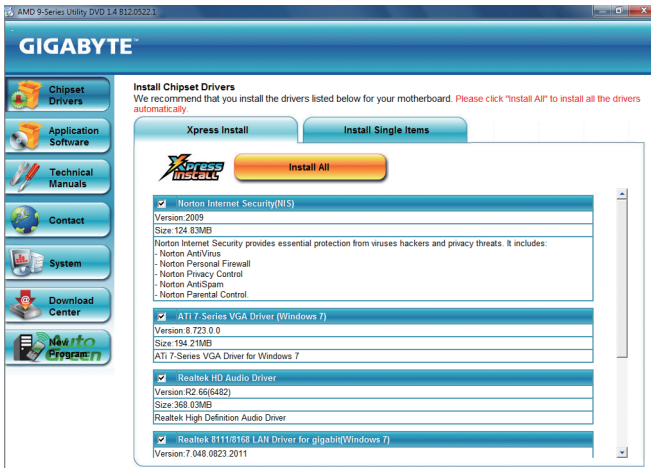 AMD 9-Series Utility DVD 1.4 B12.0522.1
GIGABYTE™
Chipset
Drivers
Application
Software
Technical
Manuals
Contact
System
Download
Center
New
Program
Auto
Green
Install Chipset Drivers
We recommend that you install the drivers listed below for your motherboard. Please click "Install All" to install all the drivers
automatically.
Xpress Install
Install Single Items
Xpress
Install
Install All
Norton Internet Security(NIS)
Version:2009
Size:124.83MB
Norton Internet Security provides essential protection from viruses hackers and privacy threats. It includes:
- Norton AntiVirus
- Norton Personal Firewall
- Norton Privacy Control
- Norton AntiSpam
- Norton Parental Control.
ATi 7-Series VGA Driver (Windows 7)
Version:8.723.0.0
Size:194.21MB
ATi 7-Series VGA Driver for Windows 7
Realtek HD Audio Driver
Version:R2.66(6482)
Size:368.03MB
Realtek High Definition Audio Driver
Realtek 8111/8168 LAN Driver for gigabit(Windows 7)
Version:7.048.0823.2011